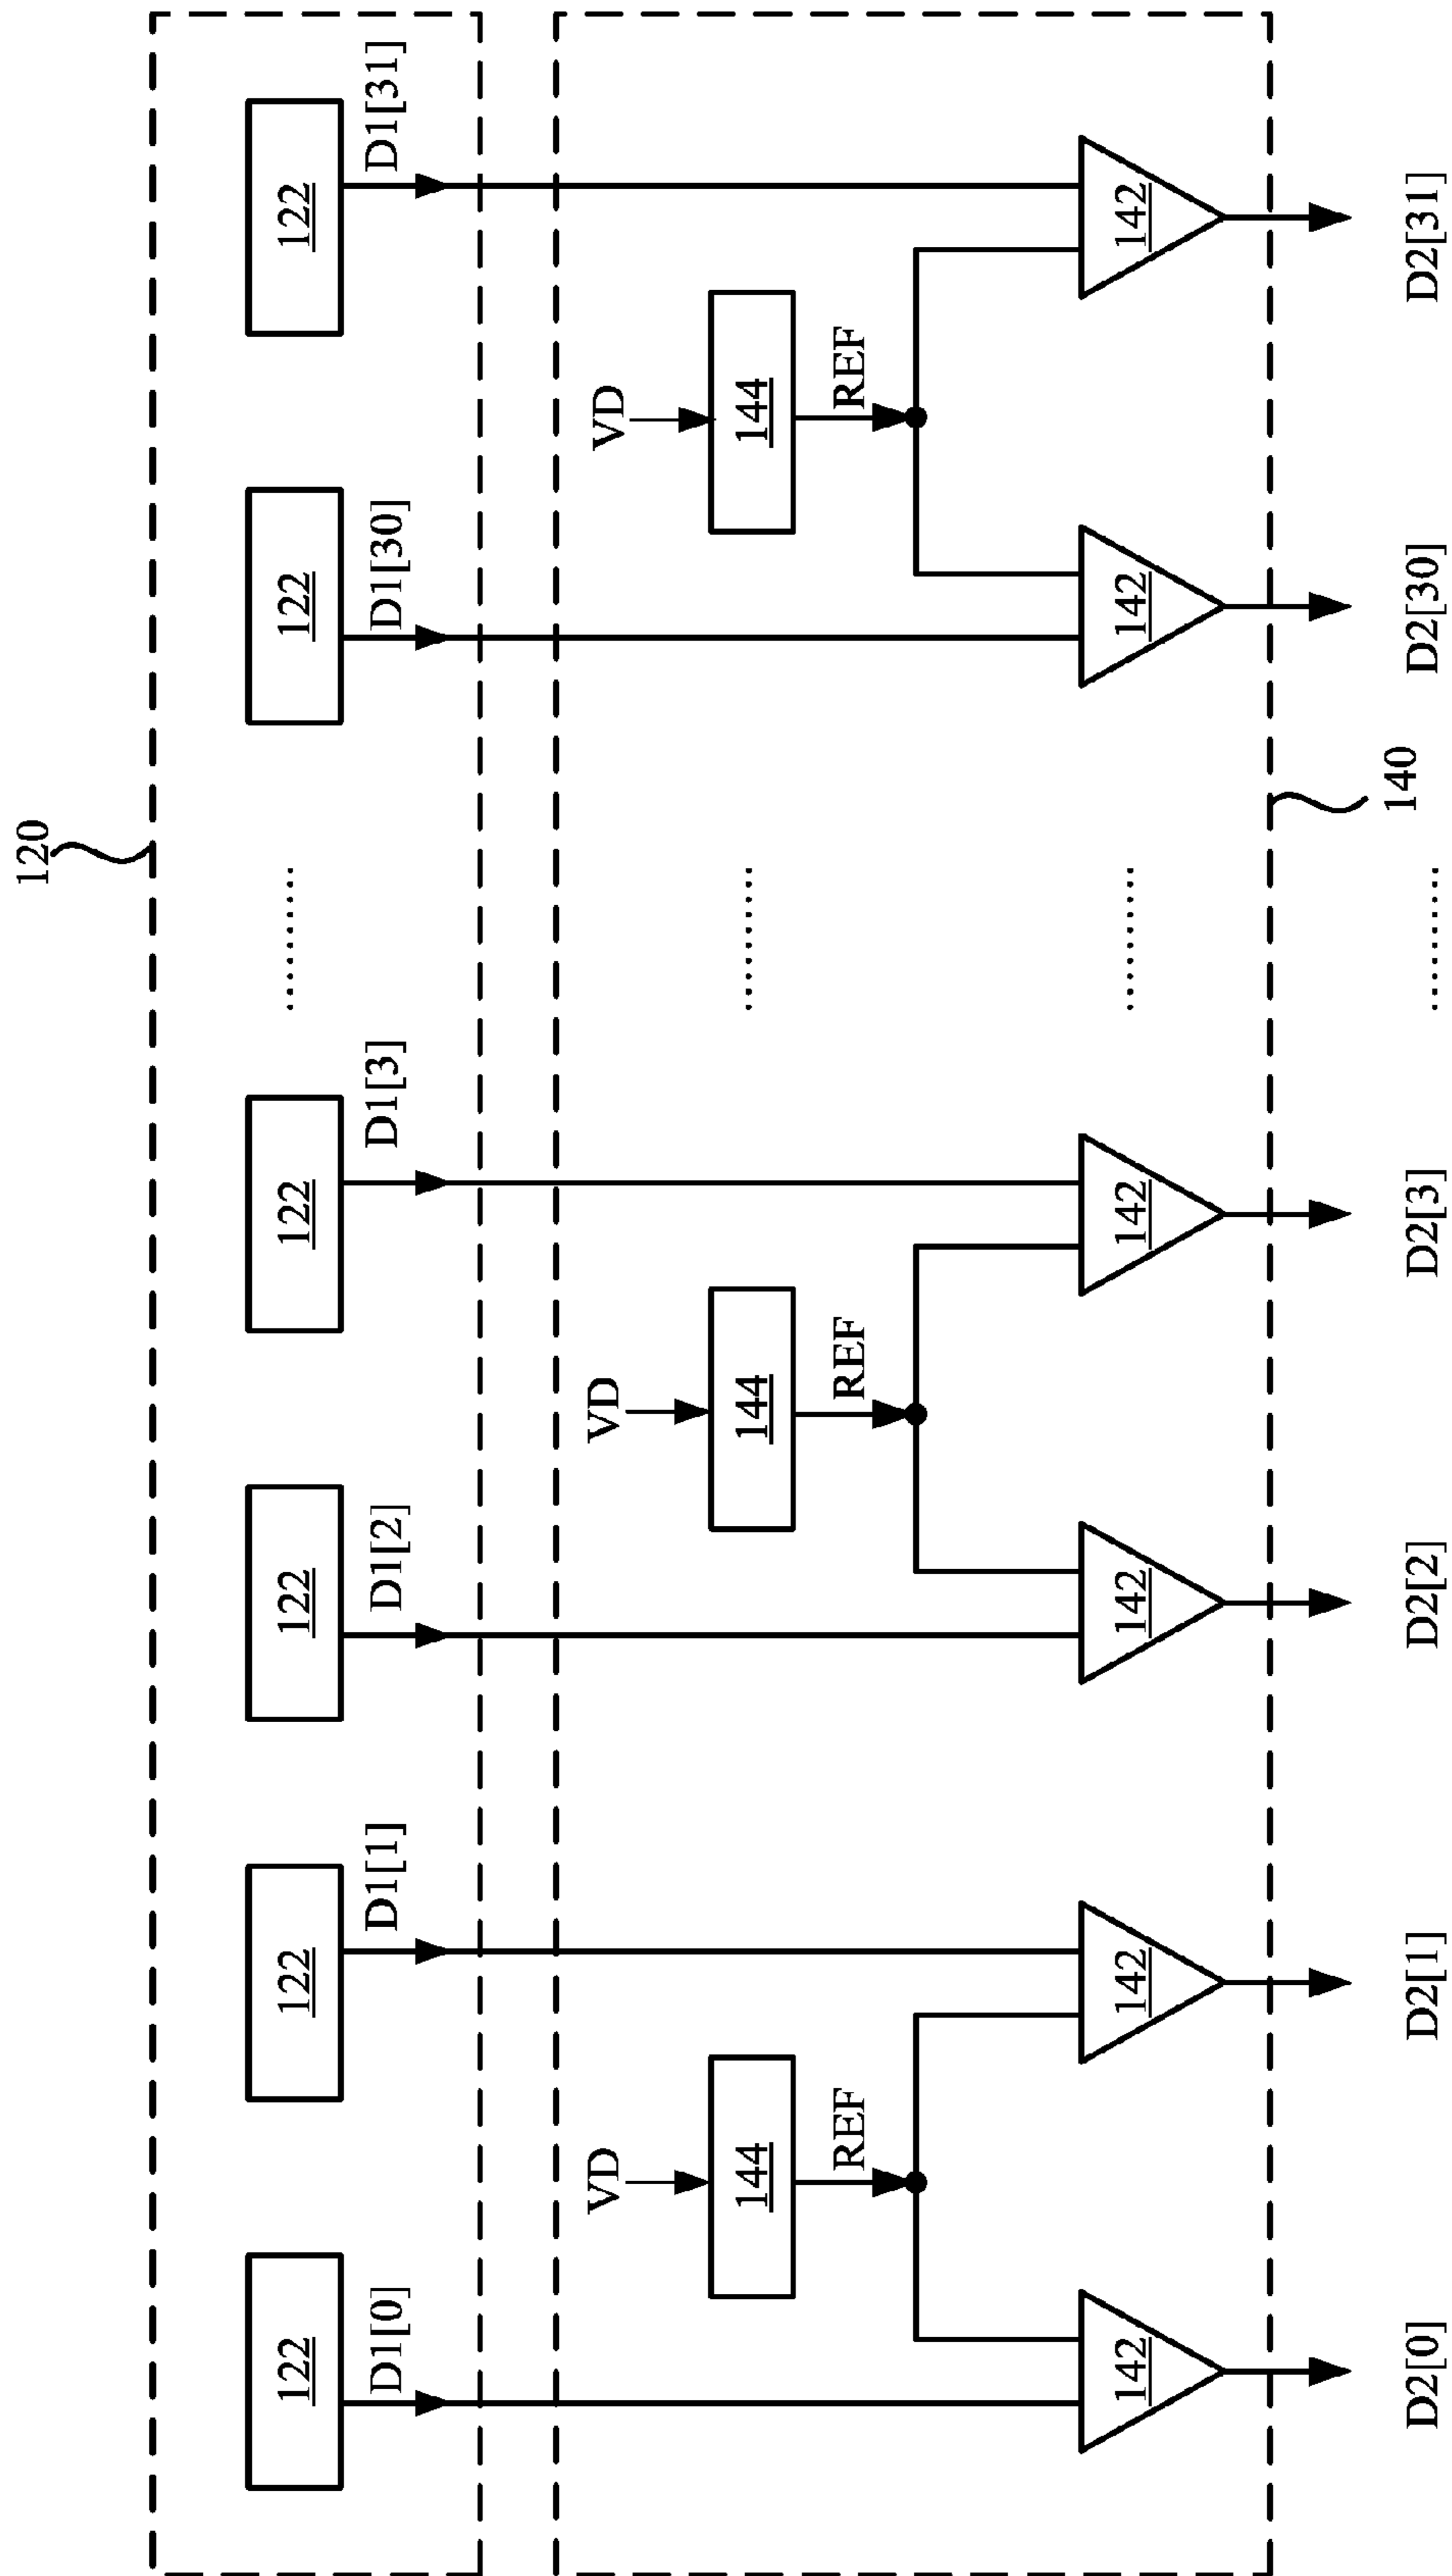 120
122 122 122 122 ......... 122 122
D1[0] D1[1] D1[2] D1[3] D1[30] D1[31]
VD VD VD
144 144 ......... 144
REF REF REF
142 142 142 142 ......... 142 142
140
D2[0] D2[1] D2[2] D2[3] ......... D2[30] D2[31]